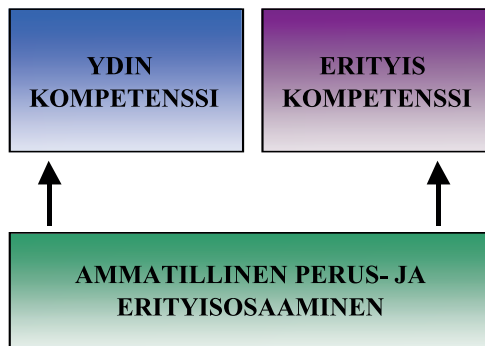 YDIN
KOMPETENSSI
ERITYIS
KOMPETENSSI
AMMATILLINEN PERUS- JA
ERITYISOSAAMINEN